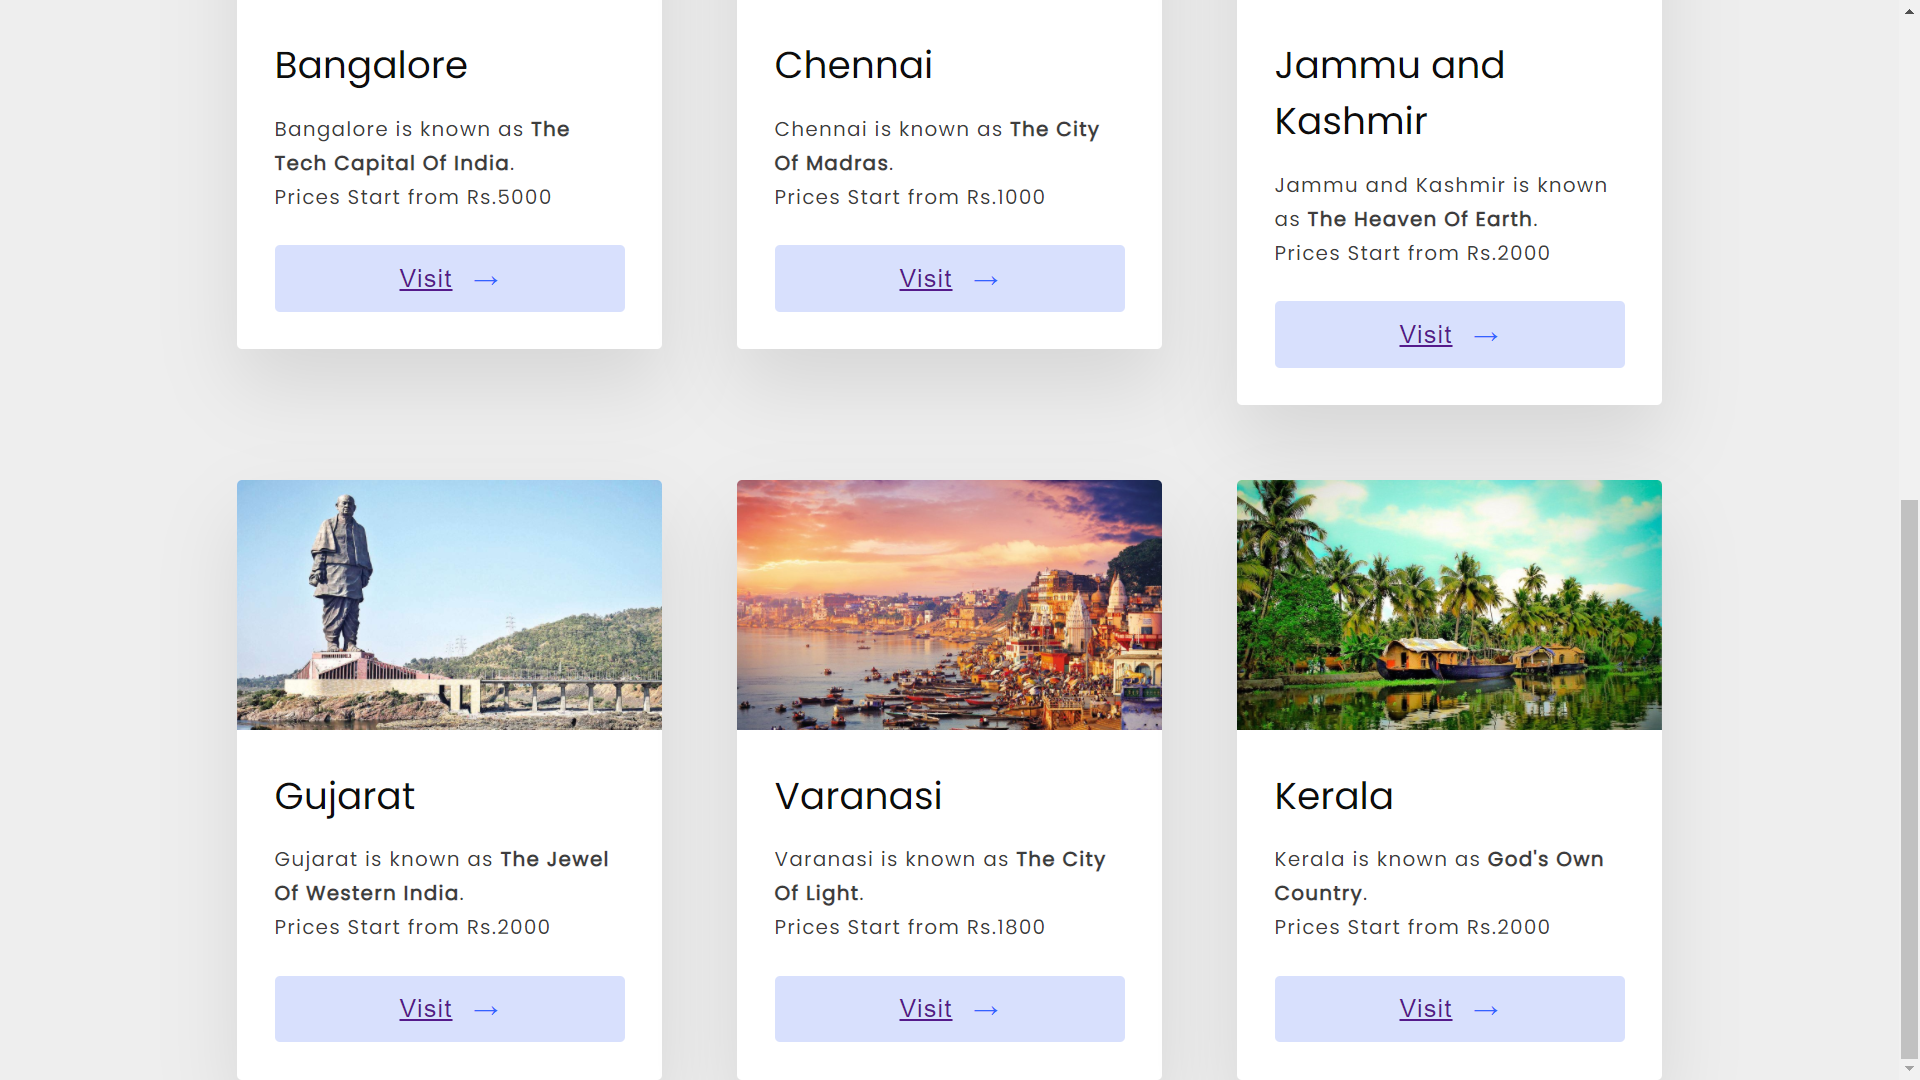 Bangalore
Bangalore is known as The
Tech Capital Of India.
Prices Start from Rs.5000
Visit →
Chennai
Chennai is known as The City
Of Madras.
Prices Start from Rs.1000
Visit →
Jammu and
Kashmir
Jammu and Kashmir is known
as The Heaven Of Earth.
Prices Start from Rs.2000
Visit →
Gujarat
Gujarat is known as The Jewel
Of Western India.
Prices Start from Rs.2000
Visit →
Varanasi
Varanasi is known as The City
Of Light.
Prices Start from Rs.1800
Visit →
Kerala
Kerala is known as God's Own
Country.
Prices Start from Rs.2000
Visit →